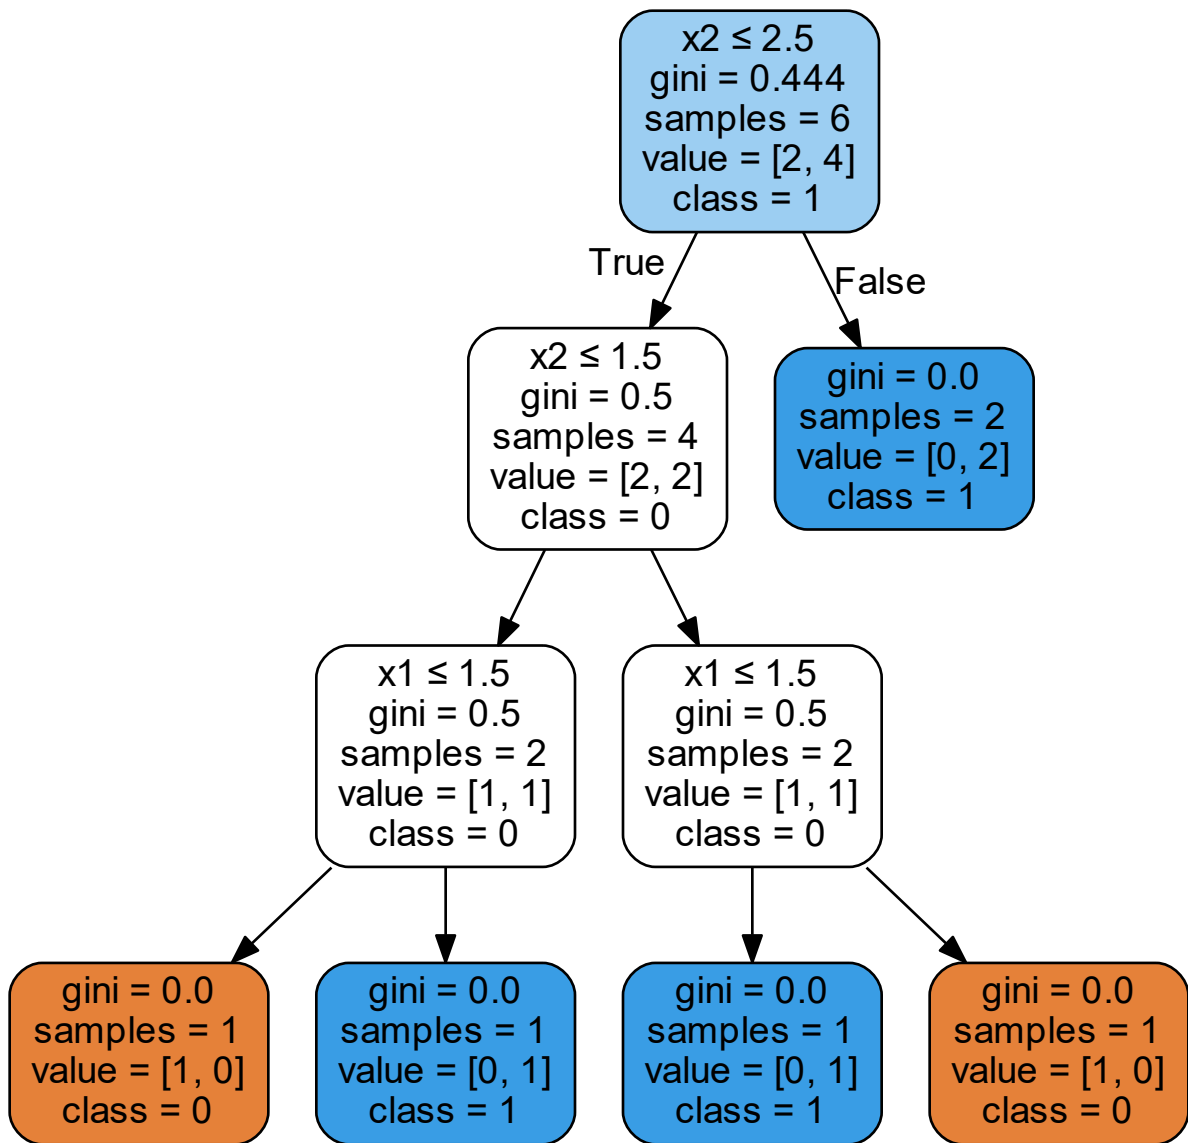 x2 ≤ 2.5
gini = 0.444
samples = 6
value = [2, 4]
class = 1
True
False
x2 ≤ 1.5
gini = 0.5
samples = 4
value = [2, 2]
class = 0
gini = 0.0
samples = 2
value = [0, 2]
class = 1
x1 ≤ 1.5
gini = 0.5
samples = 2
value = [1, 1]
class = 0
x1 ≤ 1.5
gini = 0.5
samples = 2
value = [1, 1]
class = 0
gini = 0.0
samples = 1
value = [1, 0]
class = 0
gini = 0.0
samples = 1
value = [0, 1]
class = 1
gini = 0.0
samples = 1
value = [0, 1]
class = 1
gini = 0.0
samples = 1
value = [1, 0]
class = 0